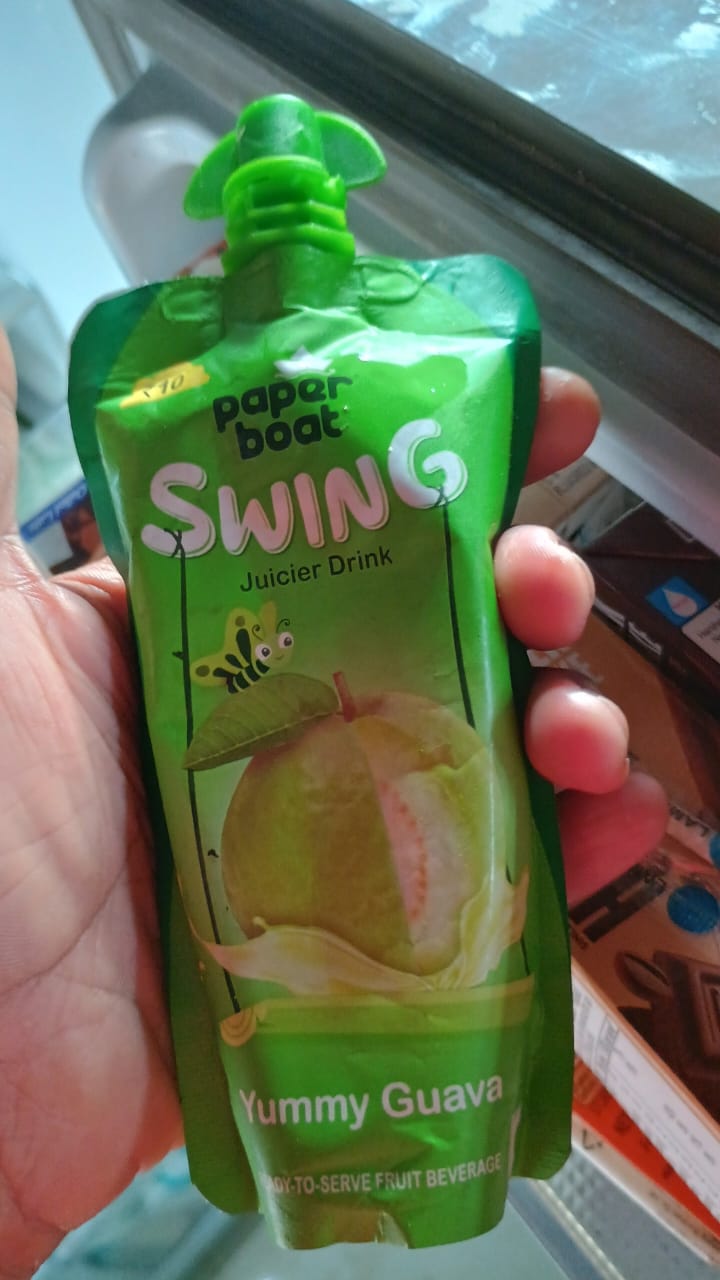 ₹10
paper
boat
SWING
Juicier Drink
Yummy Guava
READY-TO-SERVE FRUIT BEVERAGE